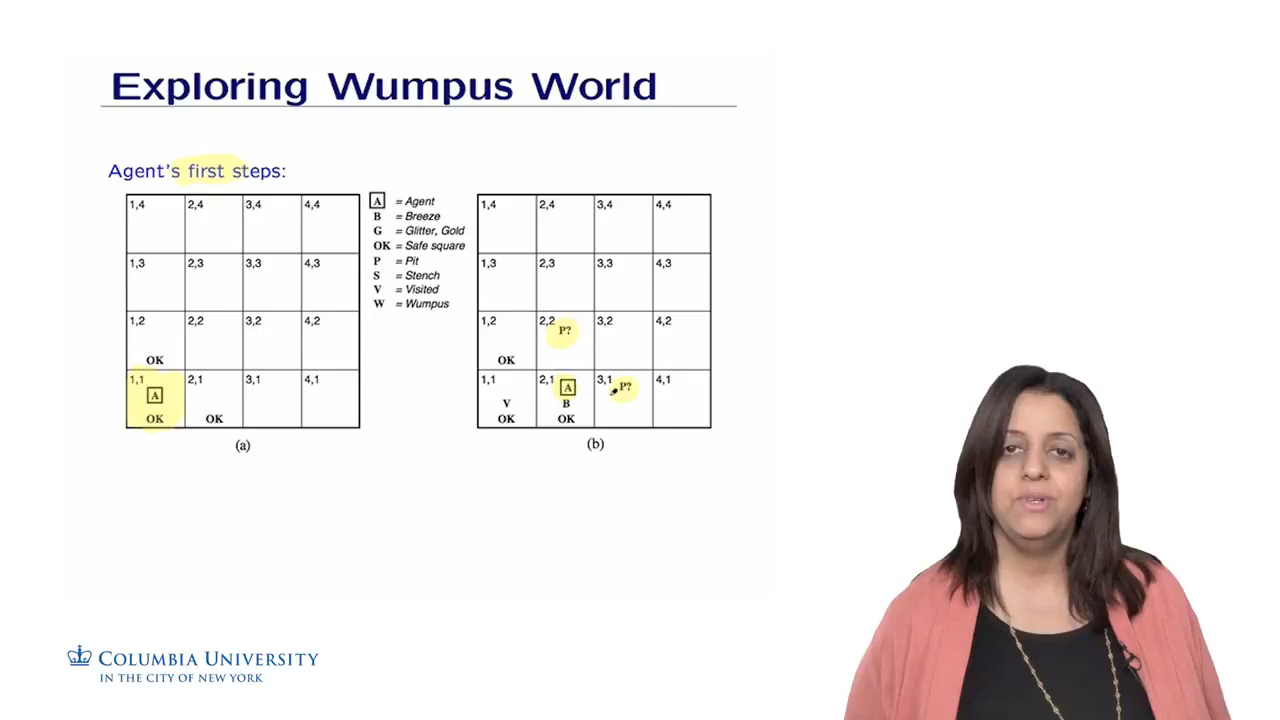 Exploring Wumpus World
Agent's first steps:
1,4 2,4 3,4 4,4
1,3 2,3 3,3 4,3
1,2 2,2 3,2 4,2
OK
1,1 2,1 3,1 4,1
A
OK OK
(a)
A = Agent
B = Breeze
G = Glitter, Gold
OK = Safe square
P = Pit
S = Stench
V = Visited
W = Wumpus
1,4 2,4 3,4 4,4
1,3 2,3 3,3 4,3
1,2 2,2 3,2 4,2
P?
OK
1,1 2,1 A 3,1 P? 4,1
V B
OK OK
(b)
COLUMBIA UNIVERSITY
IN THE CITY OF NEW YORK